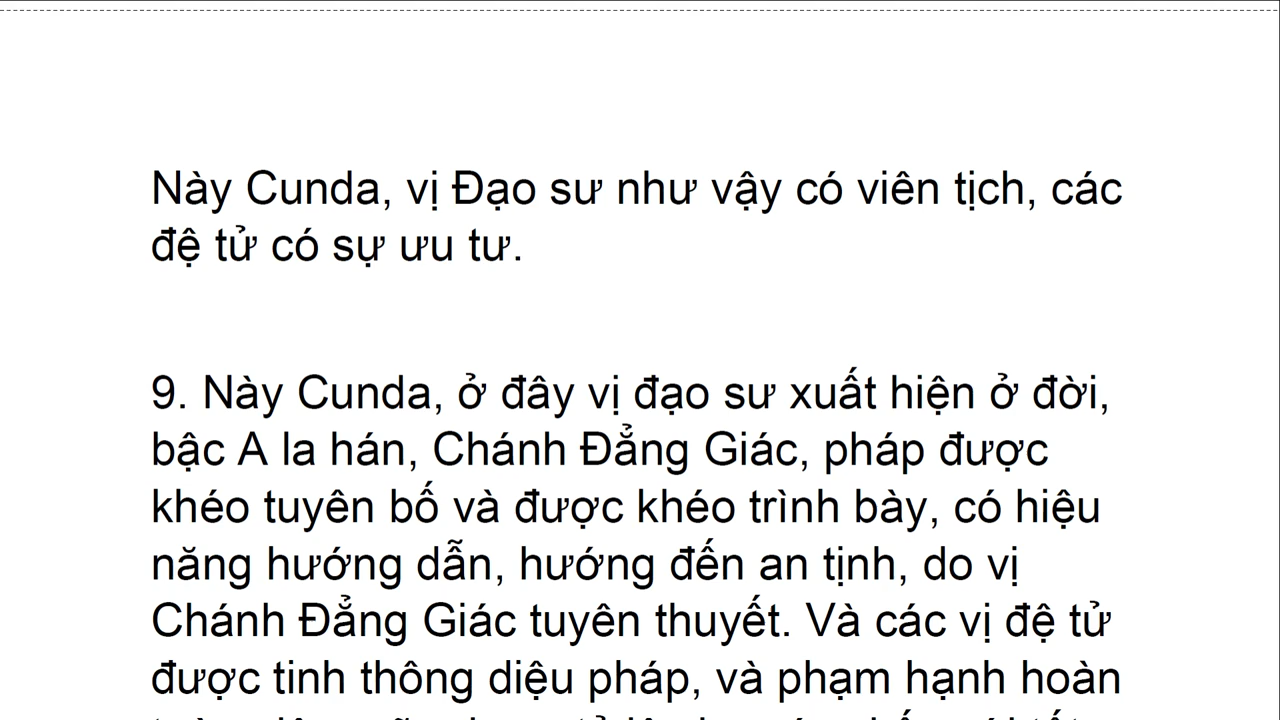 Này Cunda, vị Đạo sư như vậy có viên tịch, các
đệ tử có sự ưu tư.
9. Này Cunda, ở đây vị đạo sư xuất hiện ở đời,
bậc A la hán, Chánh Đẳng Giác, pháp được
khéo tuyên bố và được khéo trình bày, có hiệu
năng hướng dẫn, hướng đến an tịnh, do vị
Chánh Đẳng Giác tuyên thuyết. Và các vị đệ tử
được tinh thông diệu pháp, và phạm hạnh hoàn